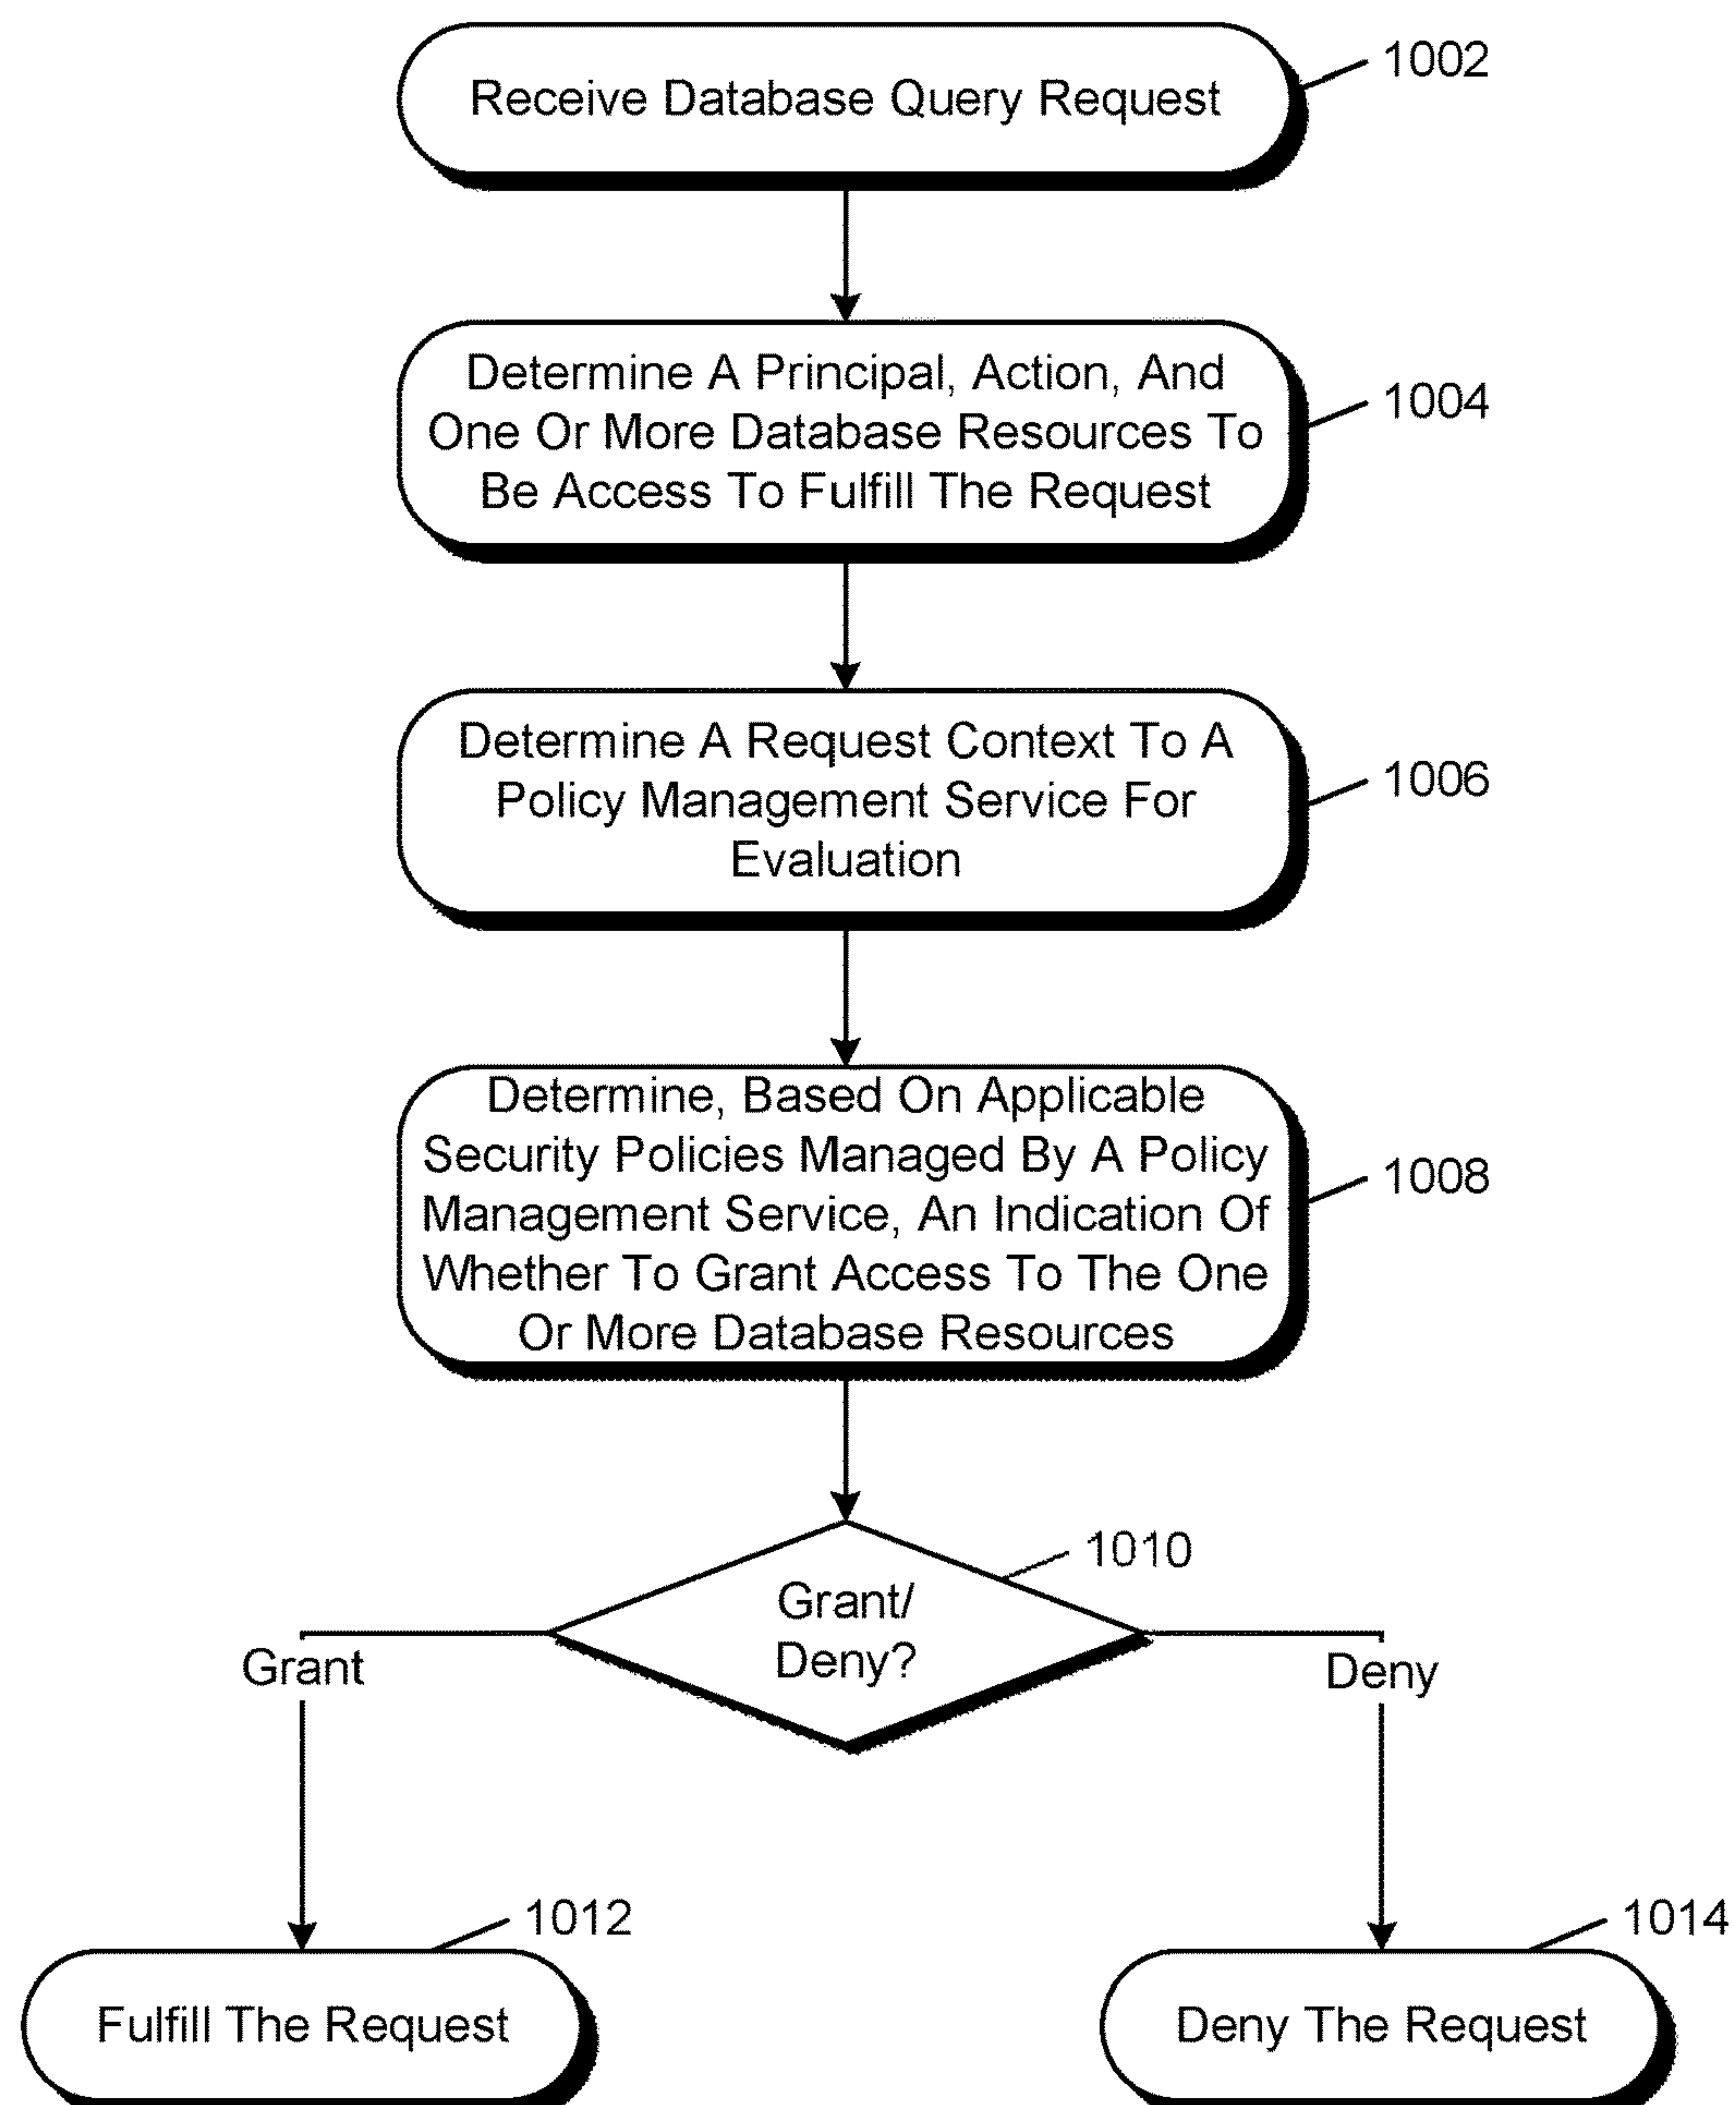 Receive Database Query Request
1002
Determine A Principal, Action, And
One Or More Database Resources To
Be Access To Fulfill The Request
1004
Determine A Request Context To A
Policy Management Service For
Evaluation
1006
Determine, Based On Applicable
Security Policies Managed By A Policy
Management Service, An Indication Of
Whether To Grant Access To The One
Or More Database Resources
1008
1010
Grant/
Deny?
Grant
Deny
1012
1014
Fulfill The Request
Deny The Request